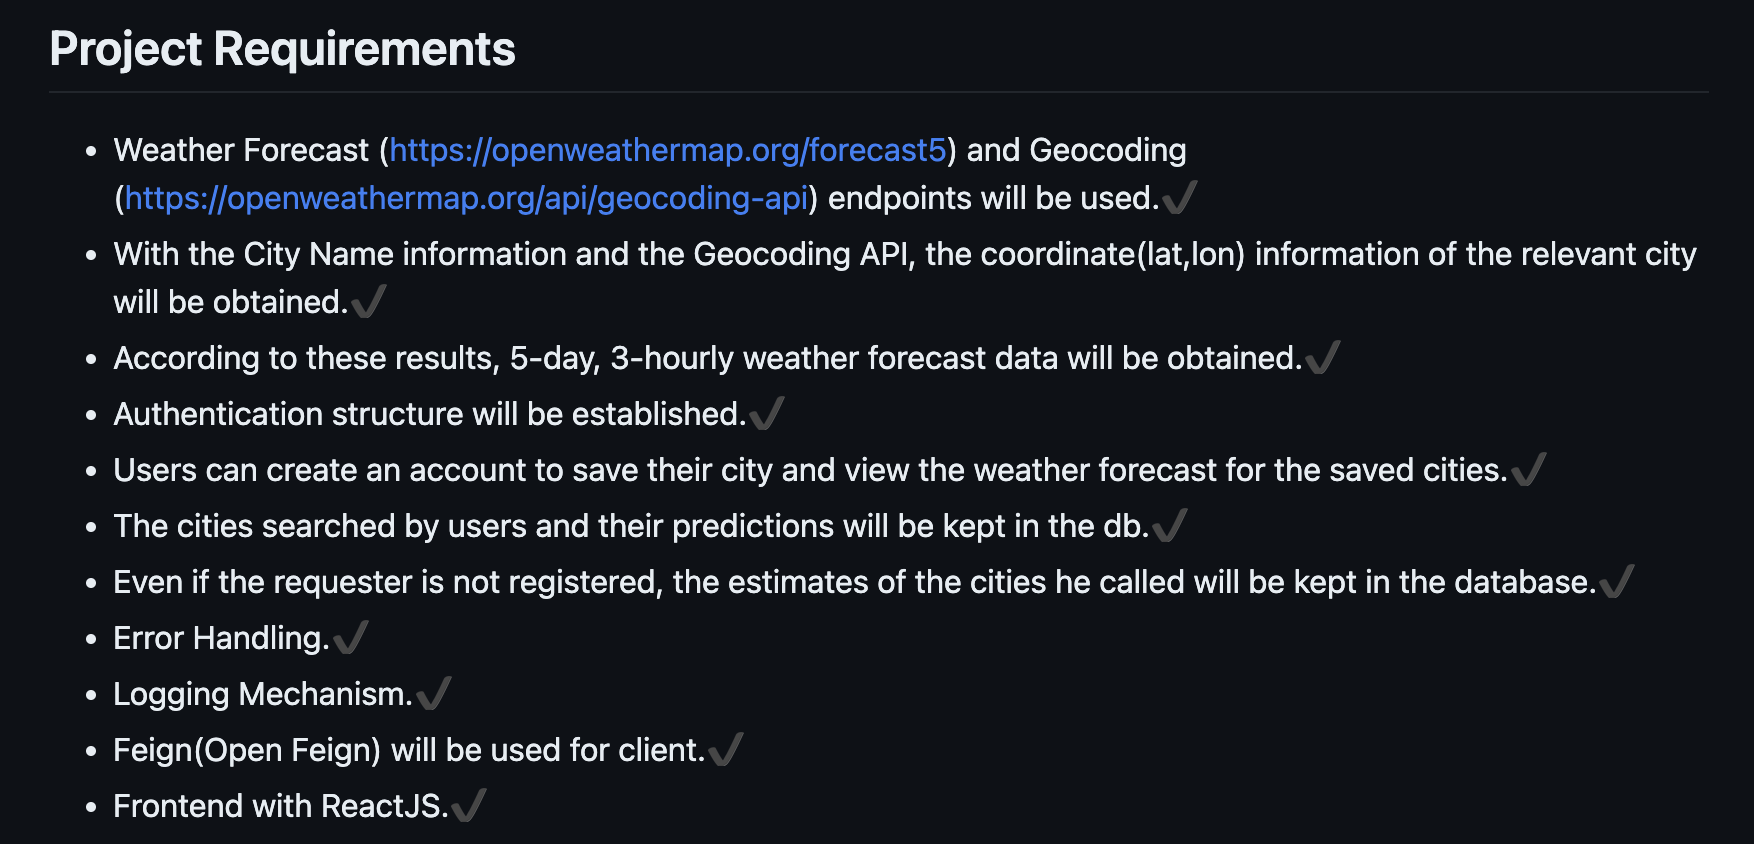 Project Requirements
• Weather Forecast (https://openweathermap.org/forecast5) and Geocoding
(https://openweathermap.org/api/geocoding-api) endpoints will be used.✔
• With the City Name information and the Geocoding API, the coordinate(lat,lon) information of the relevant city
will be obtained.✔
• According to these results, 5-day, 3-hourly weather forecast data will be obtained.✔
• Authentication structure will be established.✔
• Users can create an account to save their city and view the weather forecast for the saved cities.✔
• The cities searched by users and their predictions will be kept in the db.✔
• Even if the requester is not registered, the estimates of the cities he called will be kept in the database.✔
• Error Handling.✔
• Logging Mechanism.✔
• Feign(Open Feign) will be used for client.✔
• Frontend with ReactJS.✔